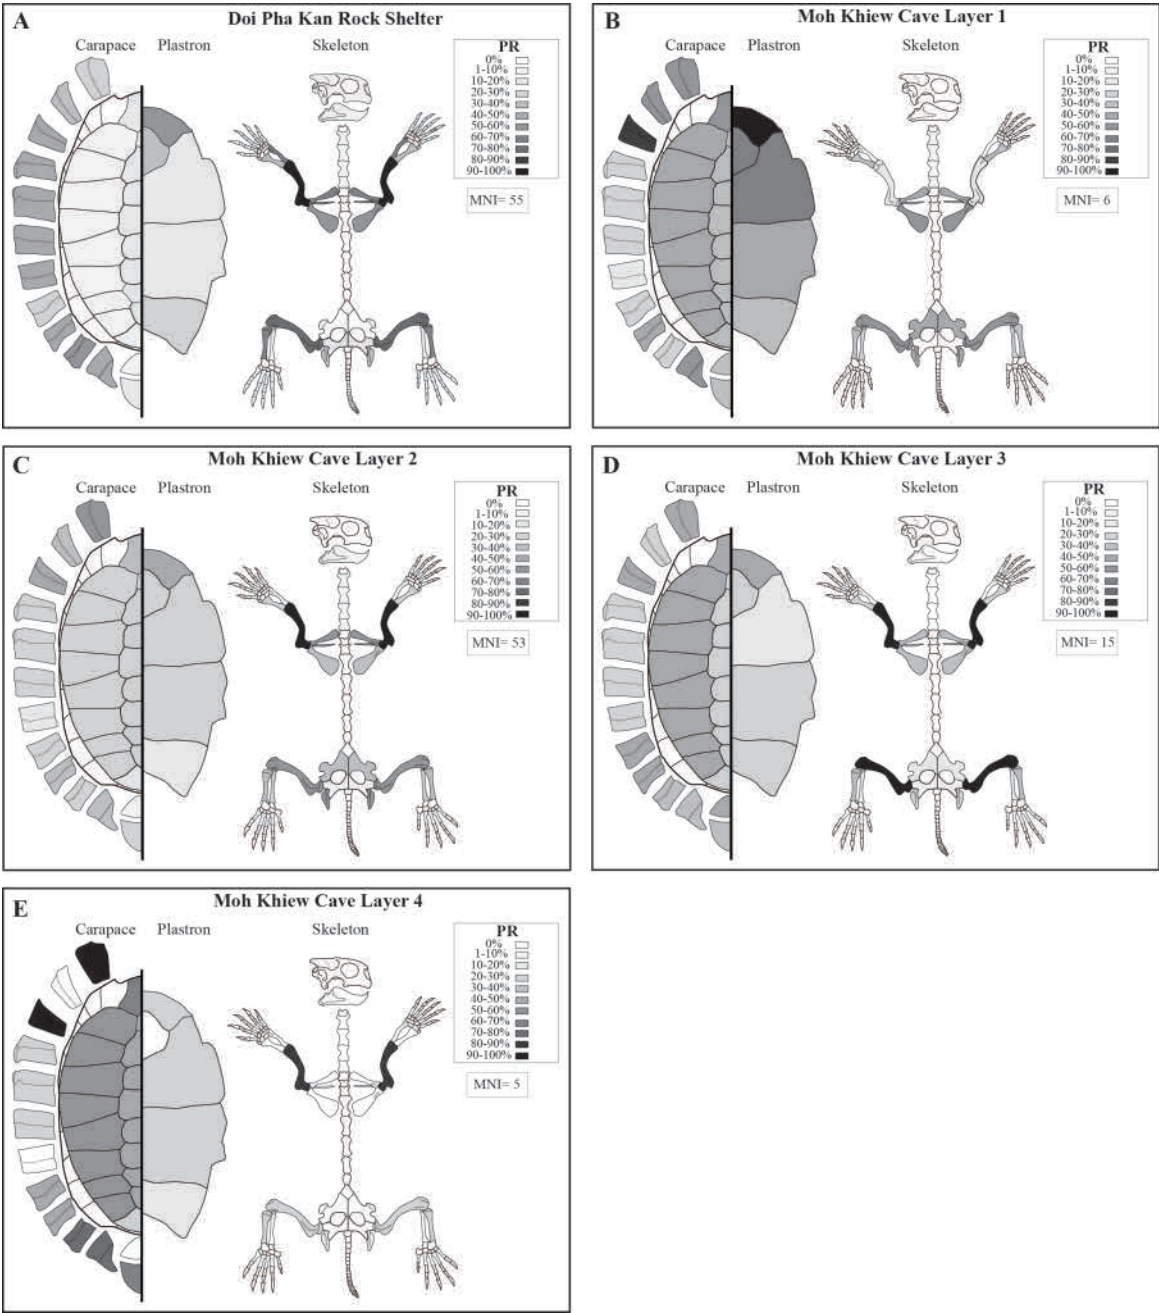 A
Doi Pha Kan Rock Shelter
Carapace Plastron Skeleton
PR
0%
1-10%
10-20%
20-30%
30-40%
40-50%
50-60%
60-70%
70-80%
80-90%
90-100%
MNI= 55
B
Moh Khiew Cave Layer 1
Carapace Plastron Skeleton
PR
0%
1-10%
10-20%
20-30%
30-40%
40-50%
50-60%
60-70%
70-80%
80-90%
90-100%
MNI= 6
C
Moh Khiew Cave Layer 2
Carapace Plastron Skeleton
PR
0%
1-10%
10-20%
20-30%
30-40%
40-50%
50-60%
60-70%
70-80%
80-90%
90-100%
MNI= 53
D
Moh Khiew Cave Layer 3
Carapace Plastron Skeleton
PR
0%
1-10%
10-20%
20-30%
30-40%
40-50%
50-60%
60-70%
70-80%
80-90%
90-100%
MNI= 15
E
Moh Khiew Cave Layer 4
Carapace Plastron Skeleton
PR
0%
1-10%
10-20%
20-30%
30-40%
40-50%
50-60%
60-70%
70-80%
80-90%
90-100%
MNI= 5